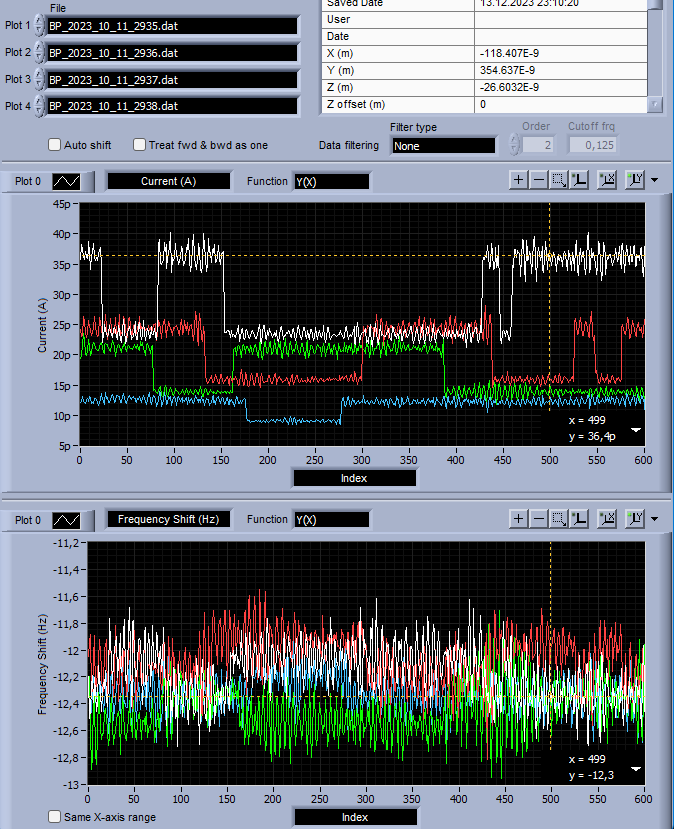 File
Saved Date 13.12.2023 23:10:20
Plot 1 BP_2023_10_11_2935.dat
User
Date
Plot 2 BP_2023_10_11_2936.dat
X (m) -118.407E-9
Y (m) 354.637E-9
Plot 3 BP_2023_10_11_2937.dat
Z (m) -26.6032E-9
Plot 4 BP_2023_10_11_2938.dat
Z offset (m) 0
Filter type Order Cutoff frq
Auto shift Treat fwd & bwd as one Data filtering None 2 0,125
Plot 0 Current (A) Function Y(X)
45p
40p
35p
30p
25p
20p
15p
10p
5p
Current (A)
x = 499
y = 36,4p
0 50 100 150 200 250 300 350 400 450 500 550 600
Index
Plot 0 Frequency Shift (Hz) Function Y(X)
-11,2
-11,4
-11,6
-11,8
-12
-12,2
-12,4
-12,6
-12,8
-13
Frequency Shift (Hz)
x = 499
y = -12,3
0 50 100 150 200 250 300 350 400 450 500 550 600
Same X-axis range Index